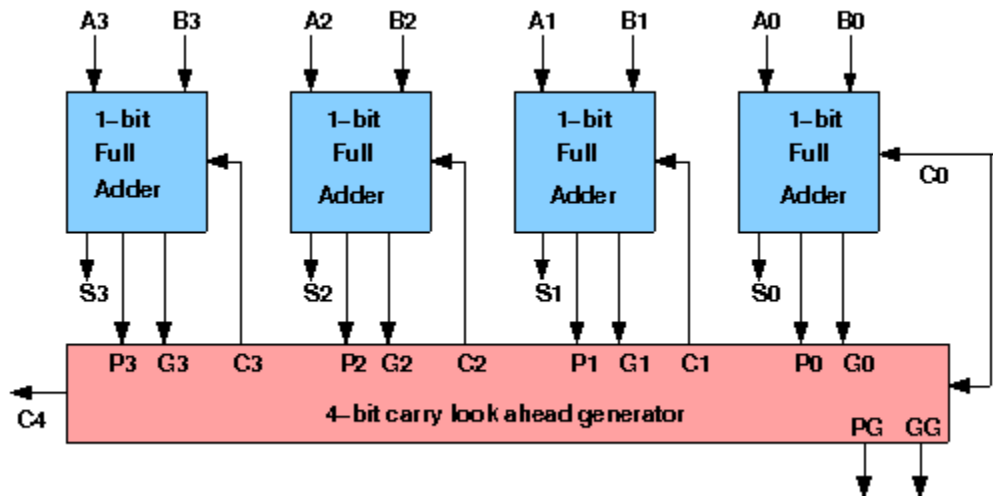 A3 B3 A2 B2 A1 B1 A0 B0
1-bit
Full
Adder
1-bit
Full
Adder
1-bit
Full
Adder
1-bit
Full
Adder
C0
S3 S2 S1 S0
P3 G3 C3 P2 G2 C2 P1 G1 C1 P0 G0
4-bit carry look ahead generator
C4
PG GG